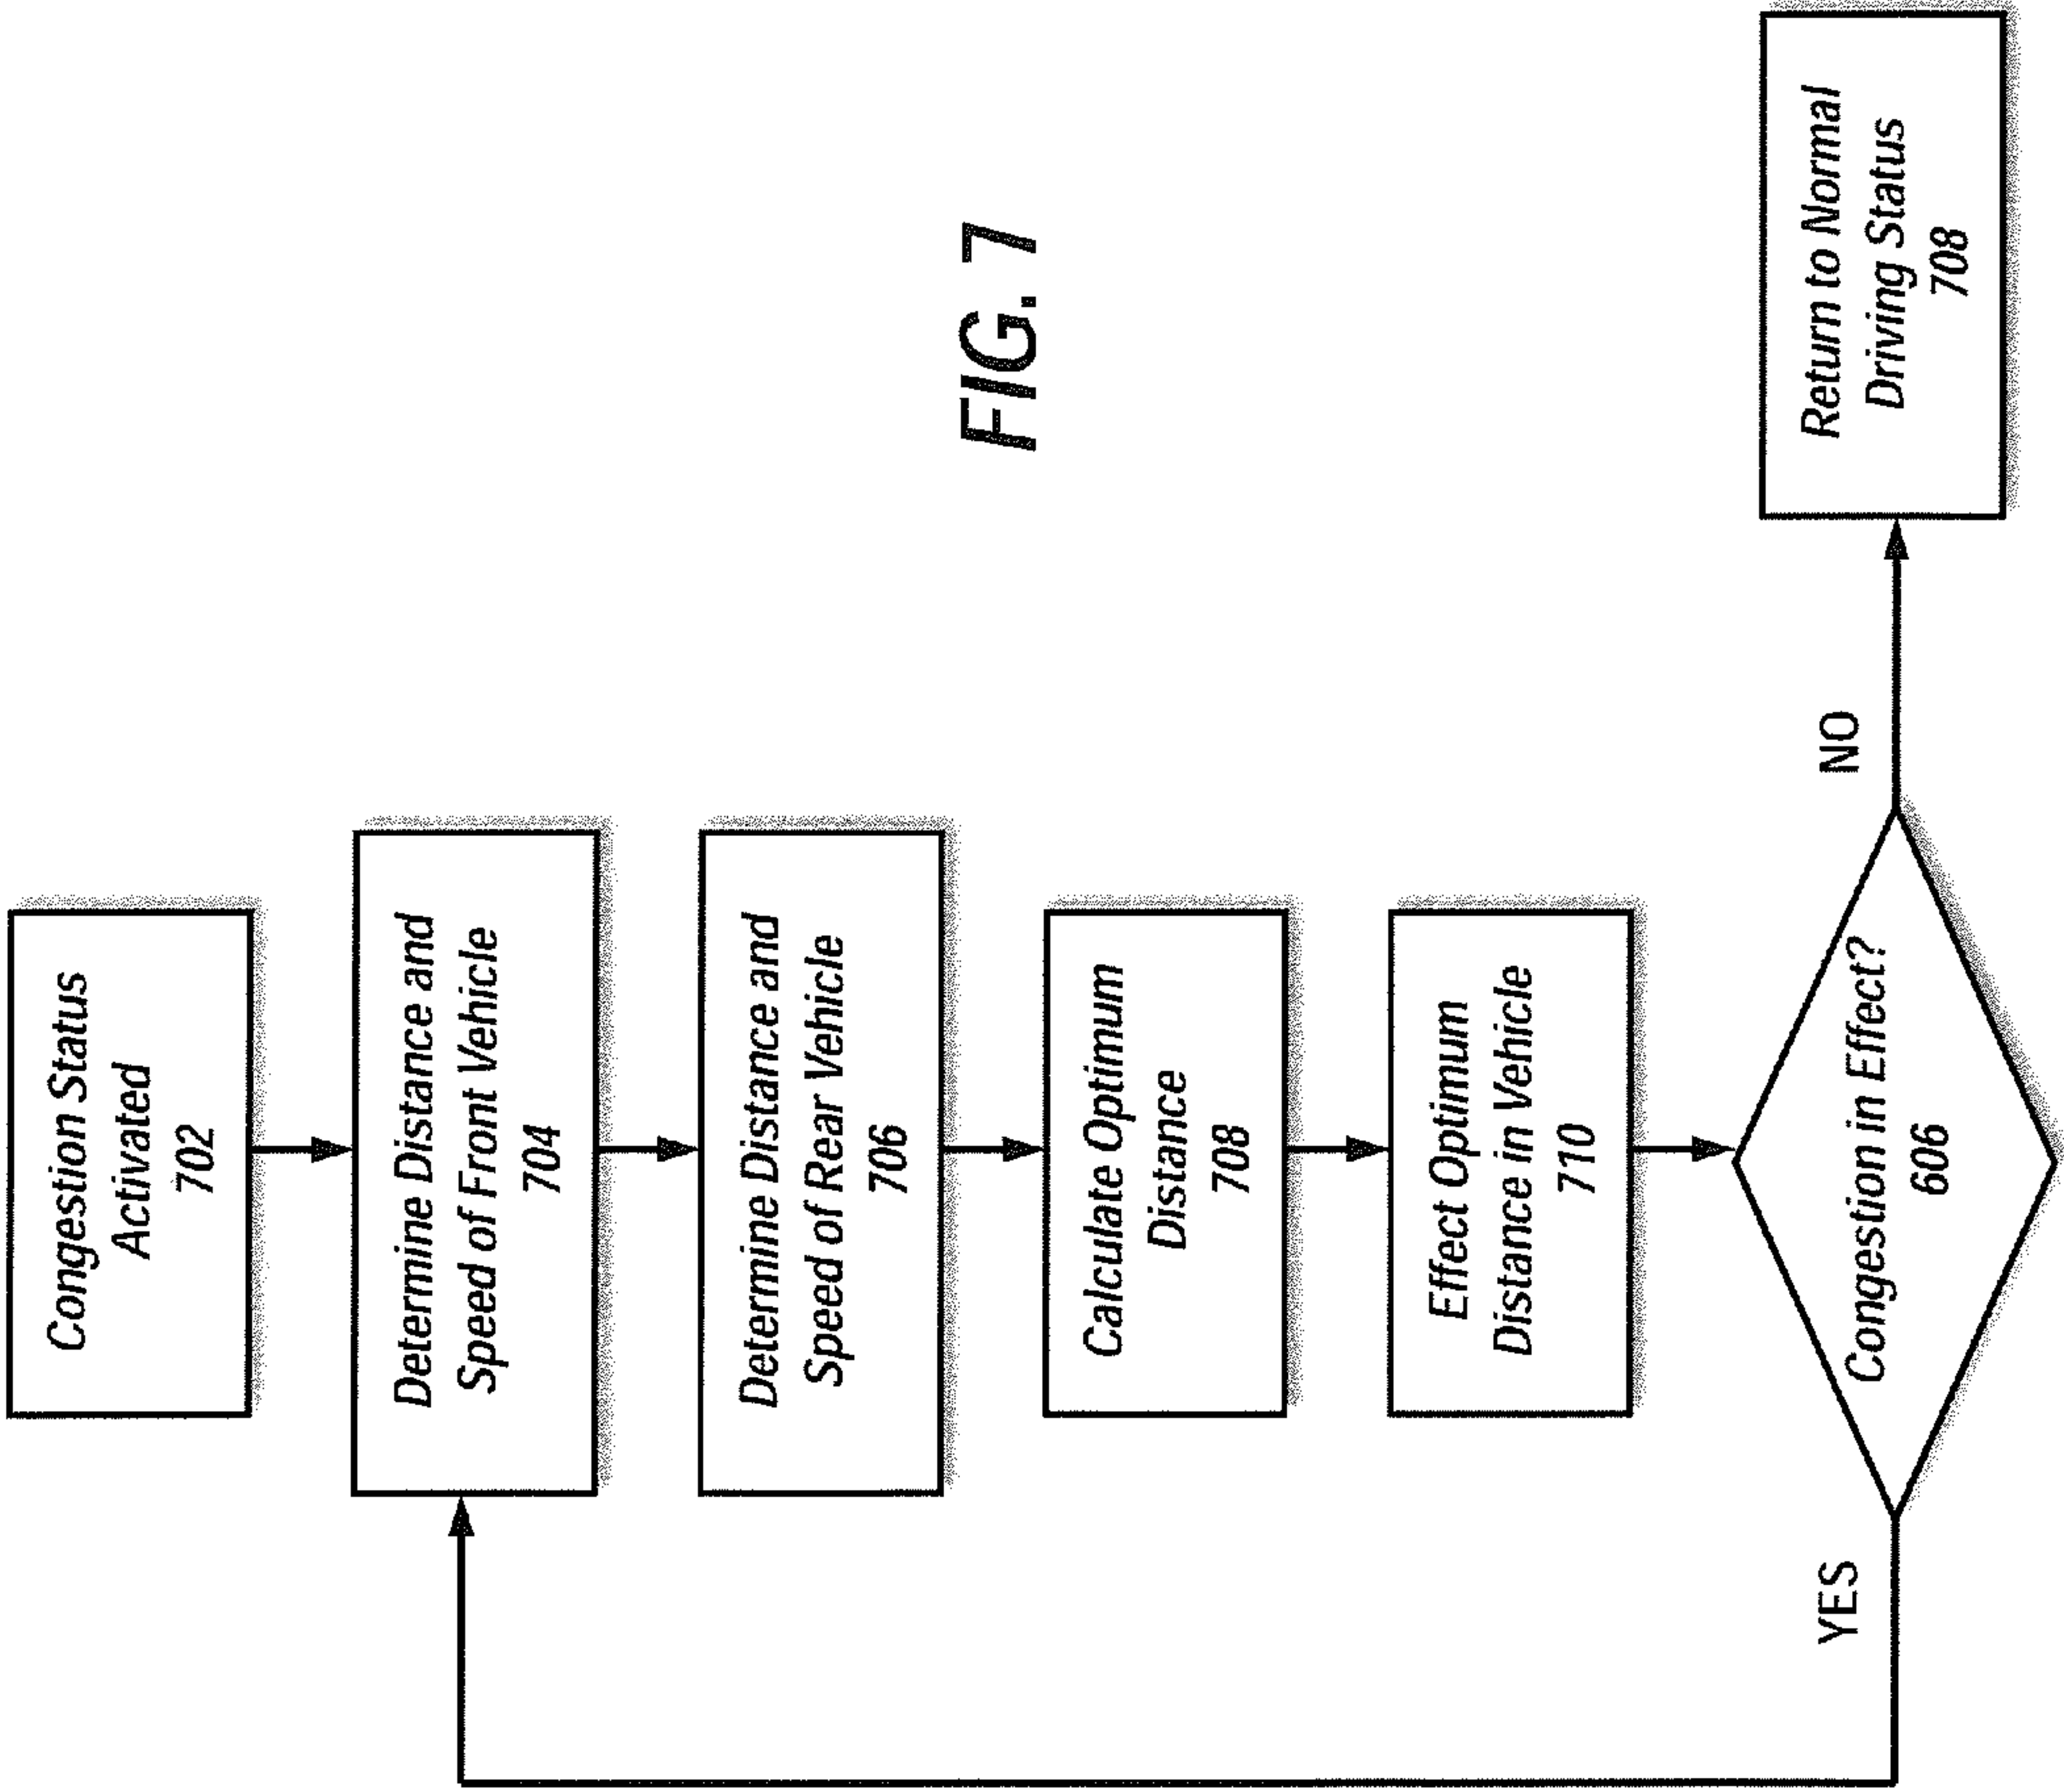 Congestion Status
Activated
702
Determine Distance and
Speed of Front Vehicle
704
Determine Distance and
Speed of Rear Vehicle
706
Calculate Optimum
Distance
708
Effect Optimum
Distance in Vehicle
710
Congestion in Effect?
606
YES
NO
Return to Normal
Driving Status
708
FIG. 7